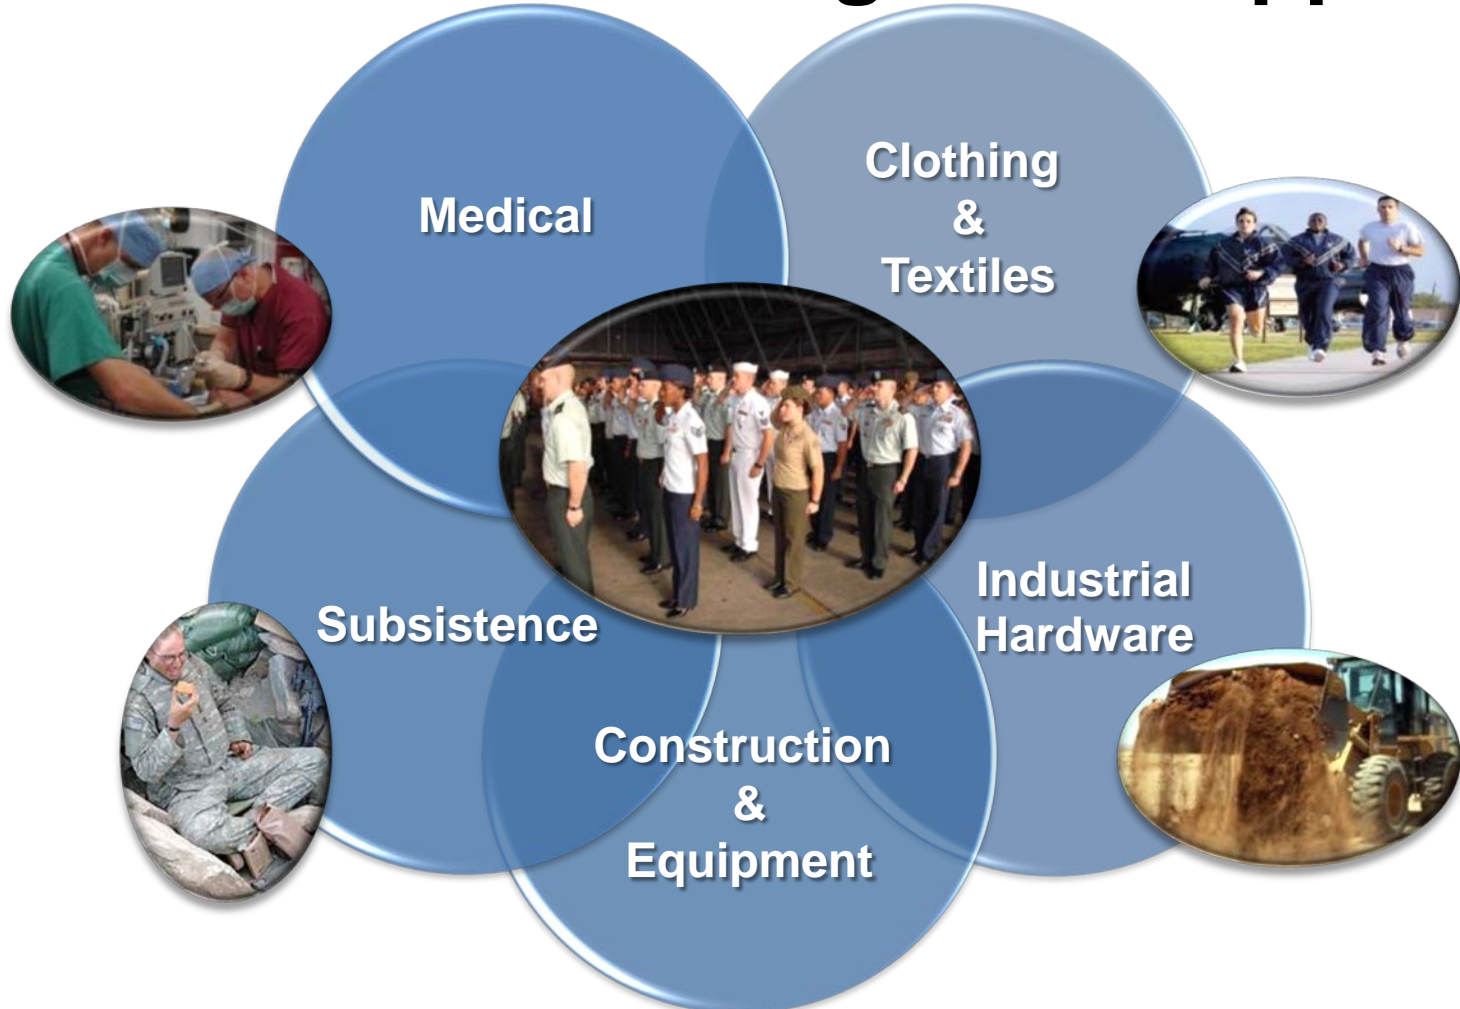 Medical
Clothing
&
Textiles
Subsistence
Industrial
Hardware
Construction
&
Equipment